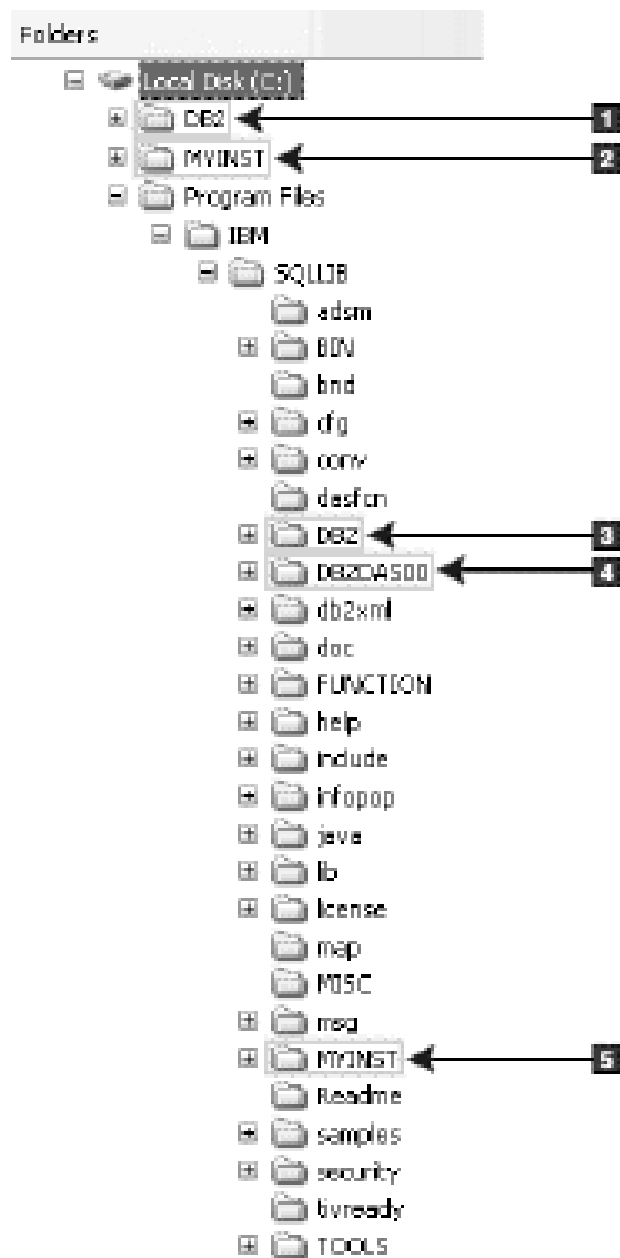 Folders
Local Disk (C:)
DB2 1
MYINST 2
Program Files
IBM
SQLLIB
adsm
BIN
bnd
cfg
conv
dasfcn
DB2 3
DB2DAS00 4
db2xml
doc
FUNCTION
help
include
infopop
java
lib
license
map
MISC
msg
MYINST 5
Readme
samples
security
tivready
TOOLS